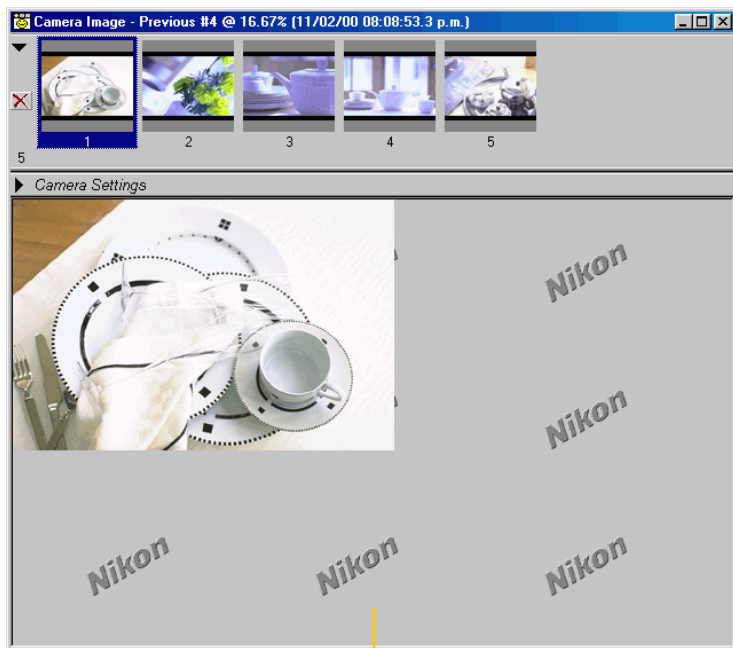 Camera Image - Previous #4 @ 16.67% (11/02/00 08:08:53.3 p.m.)
1 2 3 4 5
5
Camera Settings
Nikon
Nikon
Nikon Nikon Nikon